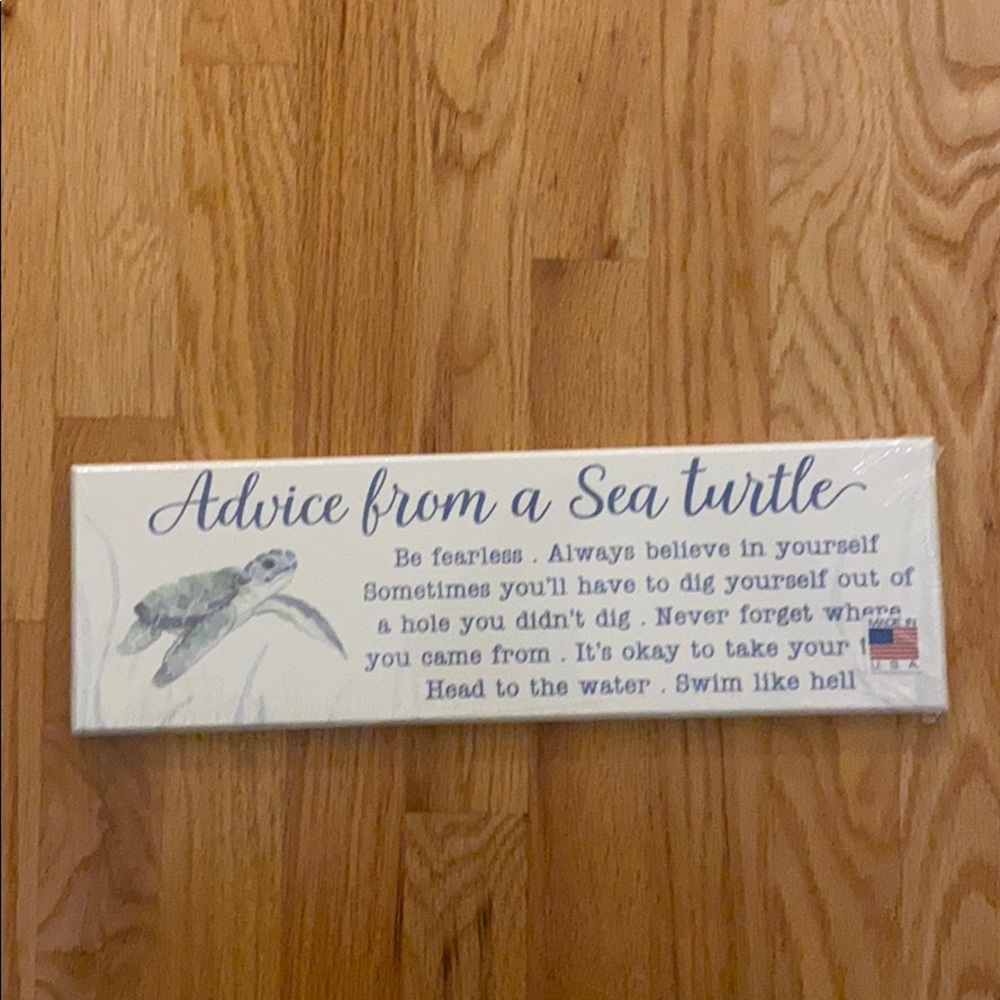 Advice from a Sea turtle
Be fearless . Always believe in yourself
Sometimes you'll have to dig yourself out of
a hole you didn't dig . Never forget where
you came from . It's okay to take your
Head to the water . Swim like hell
MADE IN
U S A